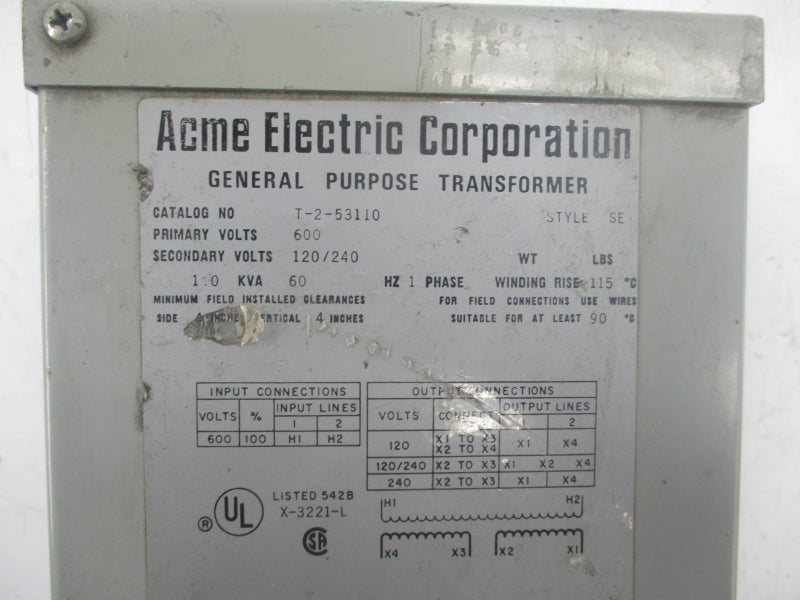 Acme Electric Corporation
GENERAL PURPOSE TRANSFORMER
CATALOG NO T-2-53110 STYLE SE
PRIMARY VOLTS 600
SECONDARY VOLTS 120/240 WT LBS
1.0 KVA 60 HZ 1 PHASE WINDING RISE 115 °C
MINIMUM FIELD INSTALLED CLEARANCES FOR FIELD CONNECTIONS USE WIRES
SIDE INCHES VERTICAL 4 INCHES SUITABLE FOR AT LEAST 90 °C
INPUT CONNECTIONS
VOLTS % INPUT LINES
1 2
600 100 H1 H2
OUTPUT CONNECTIONS
VOLTS CONNECT OUTPUT LINES
1 2
120 X1 TO X3 X2 TO X4 X1 X4
120/240 X2 TO X3 X1 X2 X4
240 X2 TO X3 X1 X4
® UL LISTED 542B
X-3221-L
SA
H1 H2
X4 X3 X2 X1